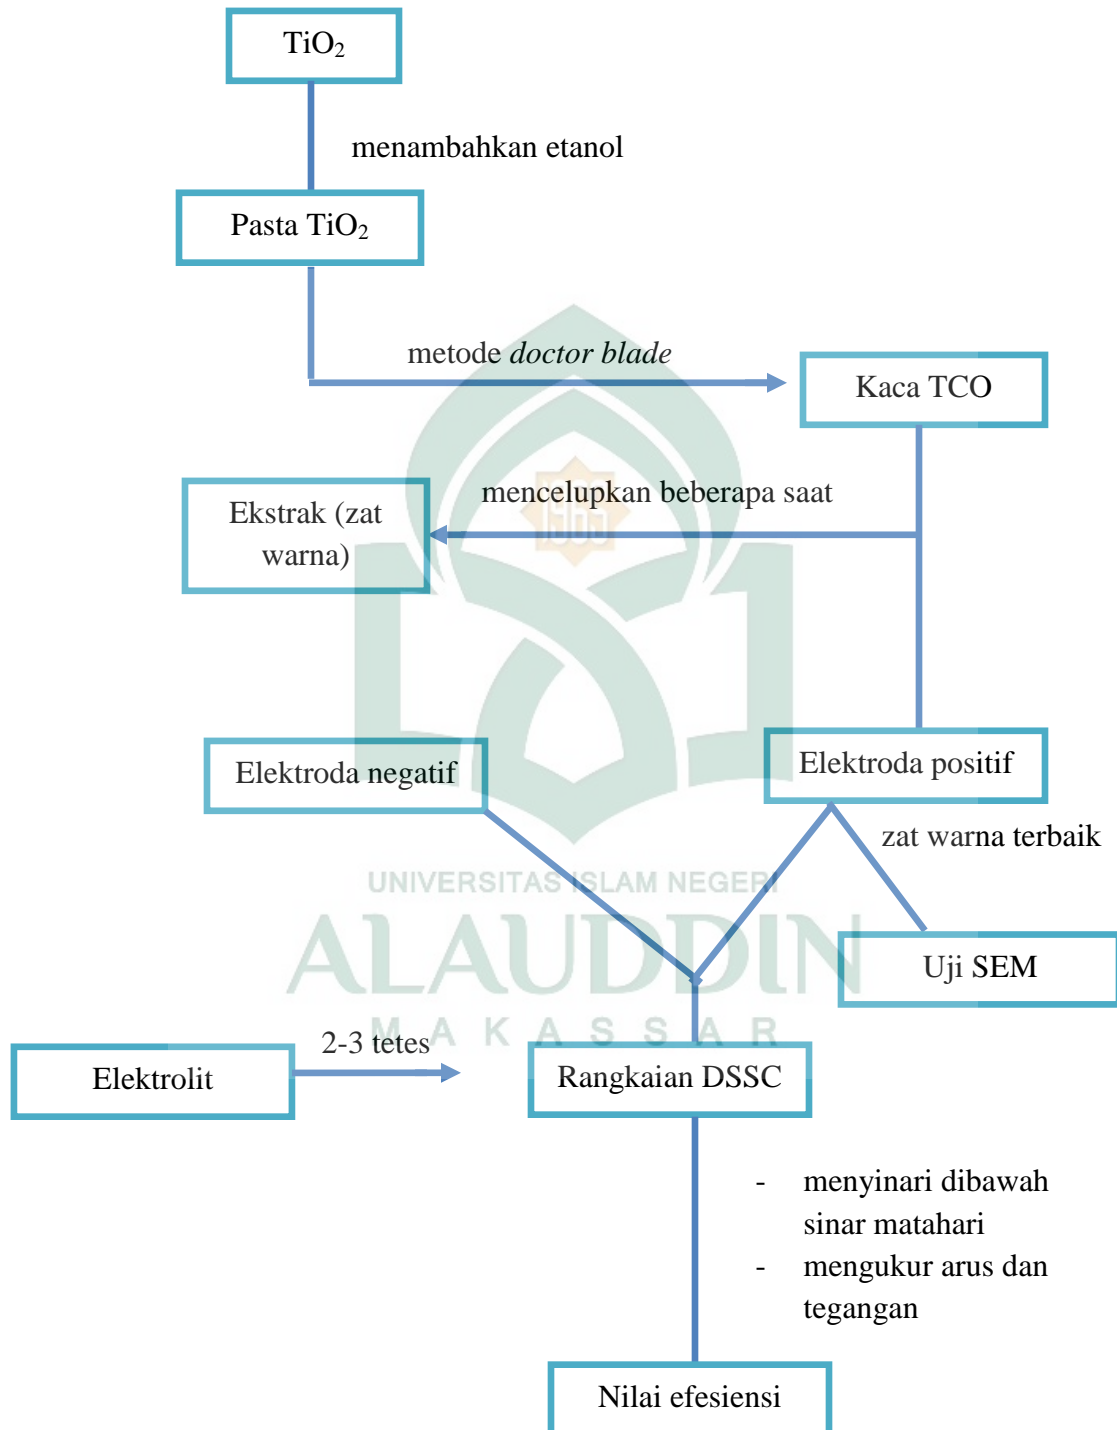 TiO₂
menambahkan etanol
Pasta TiO₂
metode doctor blade
Kaca TCO
mencelupkan beberapa saat
Ekstrak (zat
warna)
1965
Elektroda negatif
Elektroda positif
zat warna terbaik
UNIVERSITAS ISLAM NEGERI
ALAUDDIN
MAKASSAR
Uji SEM
2-3 tetes
Elektrolit
Rangkaian DSSC
- menyinari dibawah
sinar matahari
- mengukur arus dan
tegangan
Nilai efesiensi